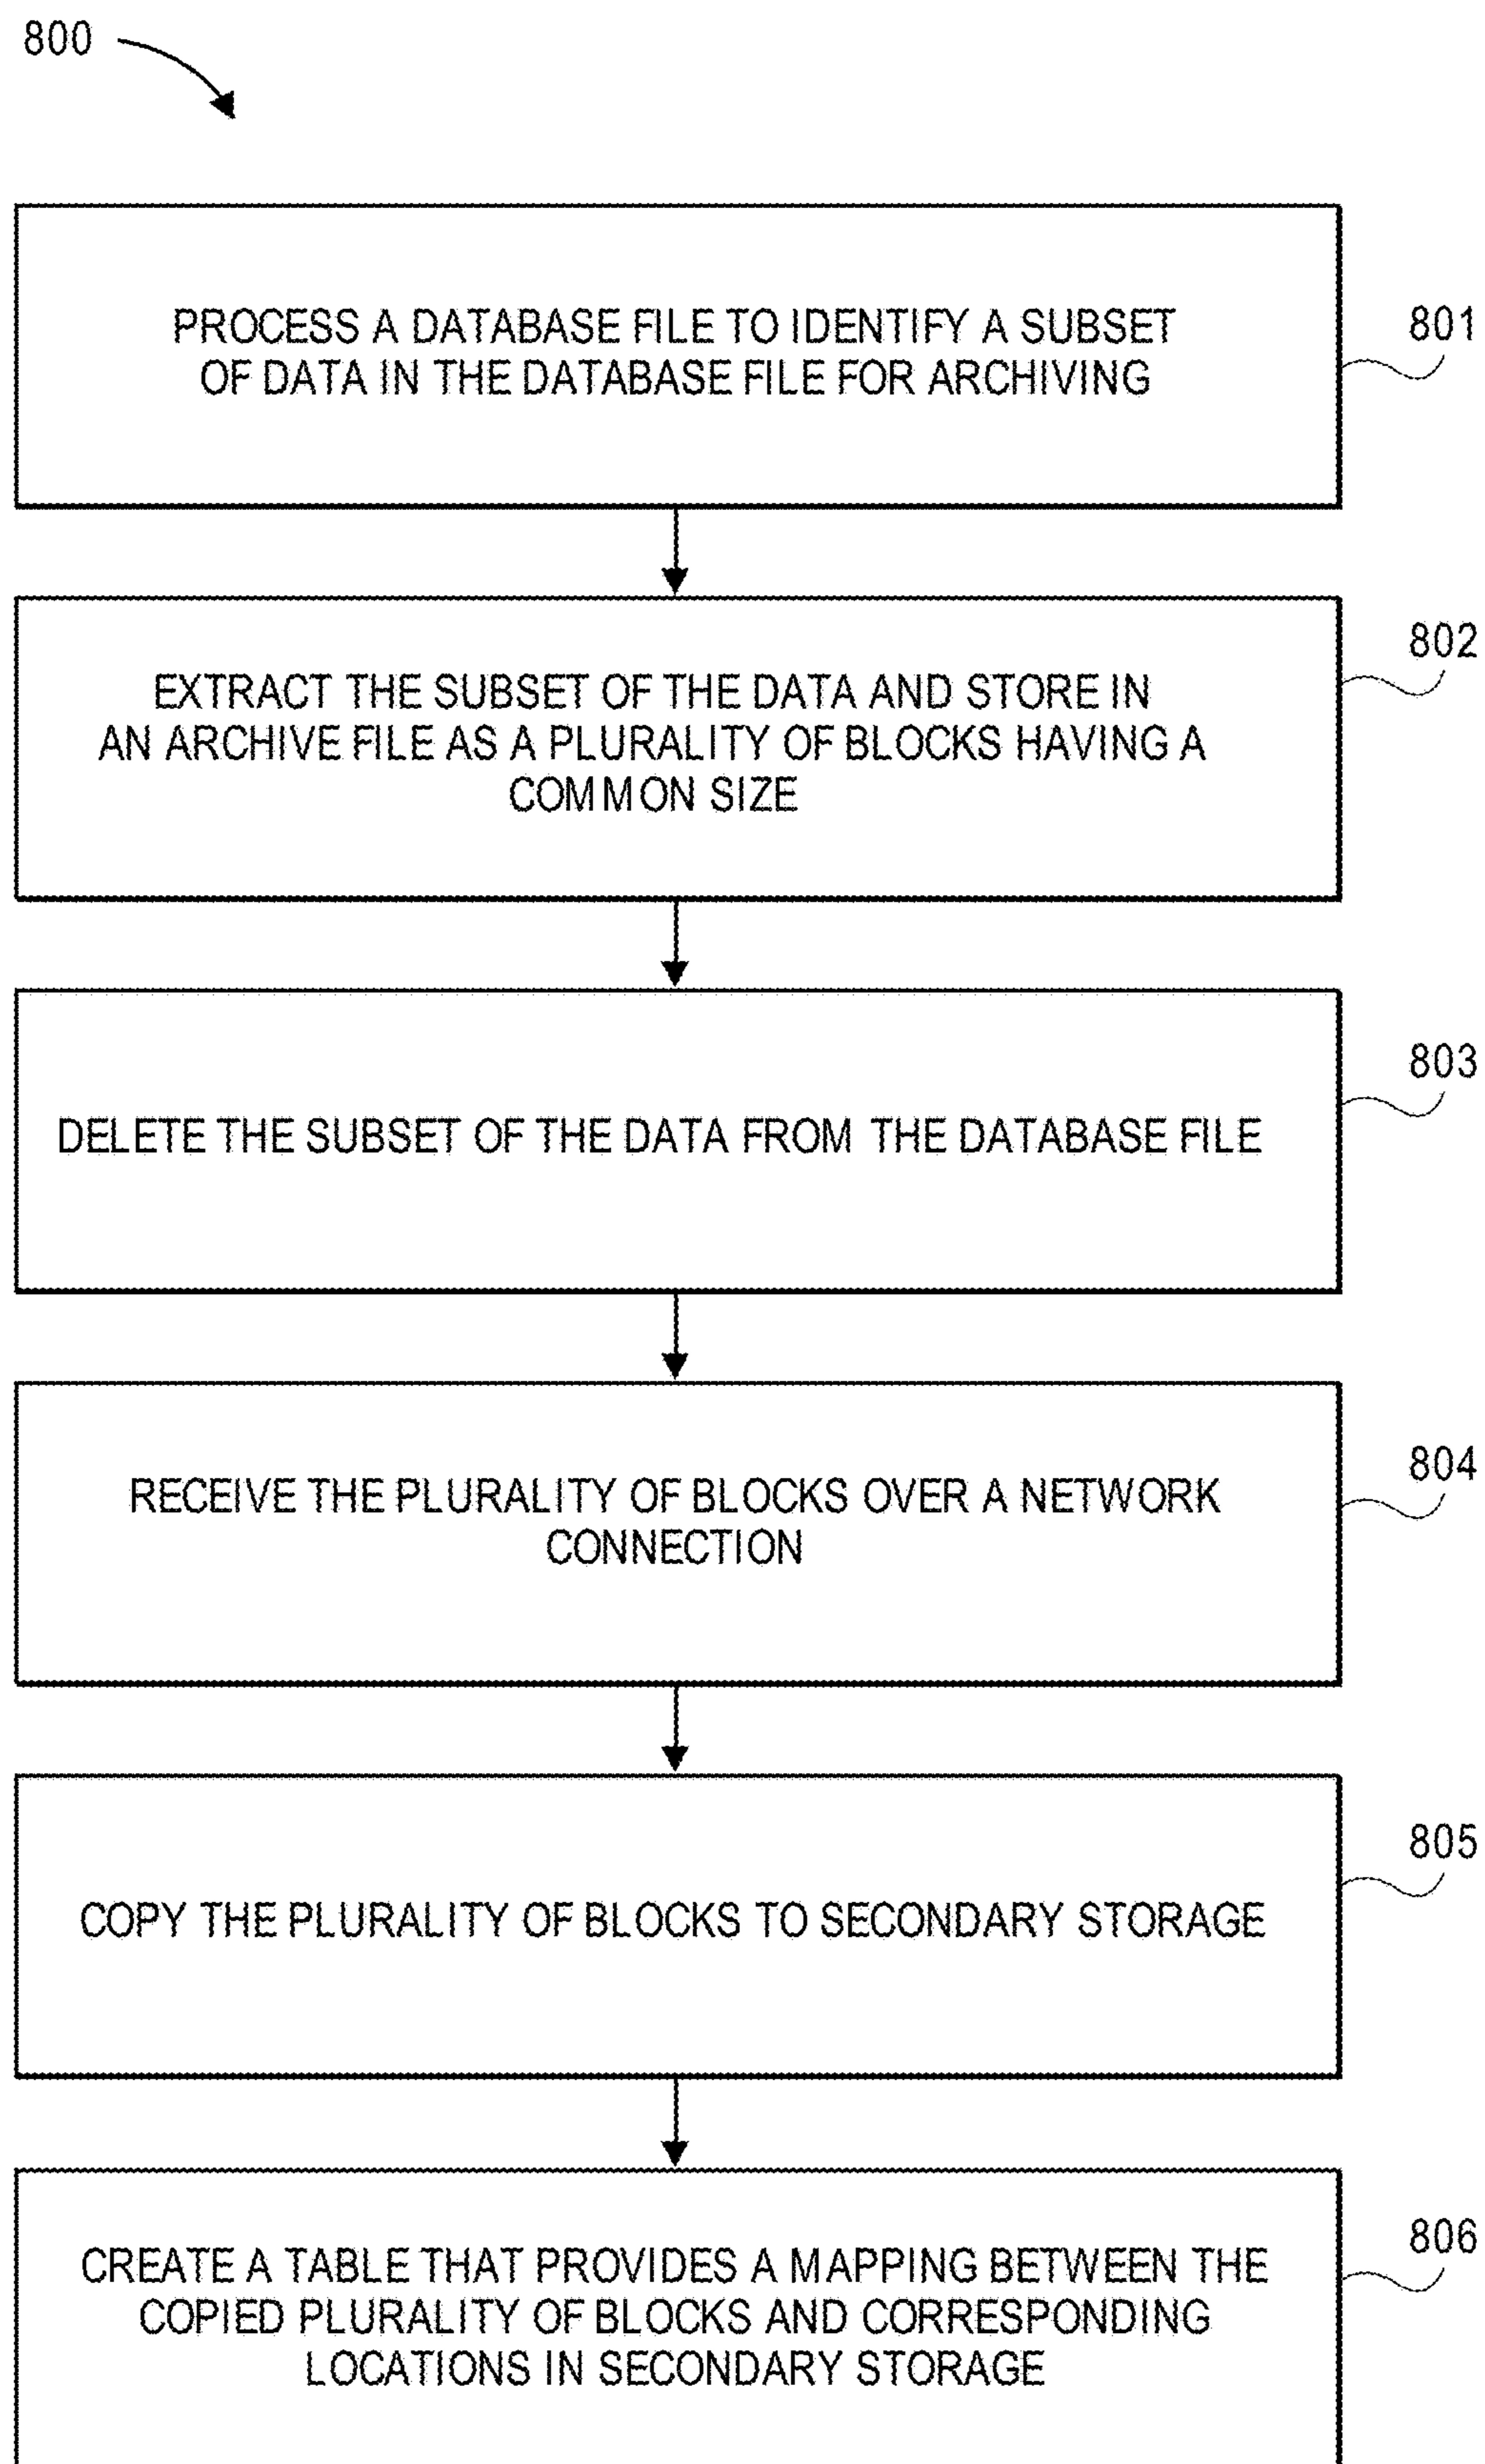 800
PROCESS A DATABASE FILE TO IDENTIFY A SUBSET
OF DATA IN THE DATABASE FILE FOR ARCHIVING
801
EXTRACT THE SUBSET OF THE DATA AND STORE IN
AN ARCHIVE FILE AS A PLURALITY OF BLOCKS HAVING A
COMMON SIZE
802
DELETE THE SUBSET OF THE DATA FROM THE DATABASE FILE
803
RECEIVE THE PLURALITY OF BLOCKS OVER A NETWORK
CONNECTION
804
COPY THE PLURALITY OF BLOCKS TO SECONDARY STORAGE
805
CREATE A TABLE THAT PROVIDES A MAPPING BETWEEN THE
COPIED PLURALITY OF BLOCKS AND CORRESPONDING
LOCATIONS IN SECONDARY STORAGE
806